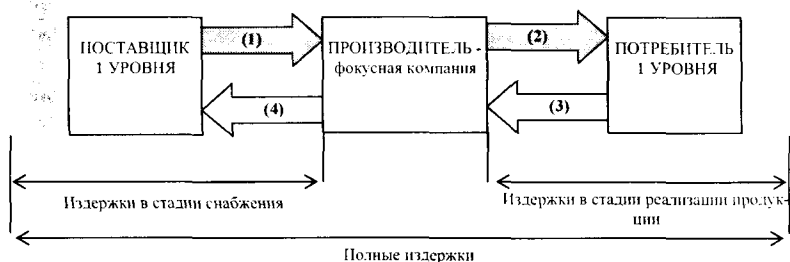 ПОСТАВЩИК
1 УРОВНЯ
(1)
ПРОИЗВОДИТЕЛЬ -
фокусная компания
(2)
ПОТРЕБИТЕЛЬ
1 УРОВНЯ
(4)
(3)
Издержки в стадии снабжения
Издержки в стадии реализации продук-
ции
Полные издержки